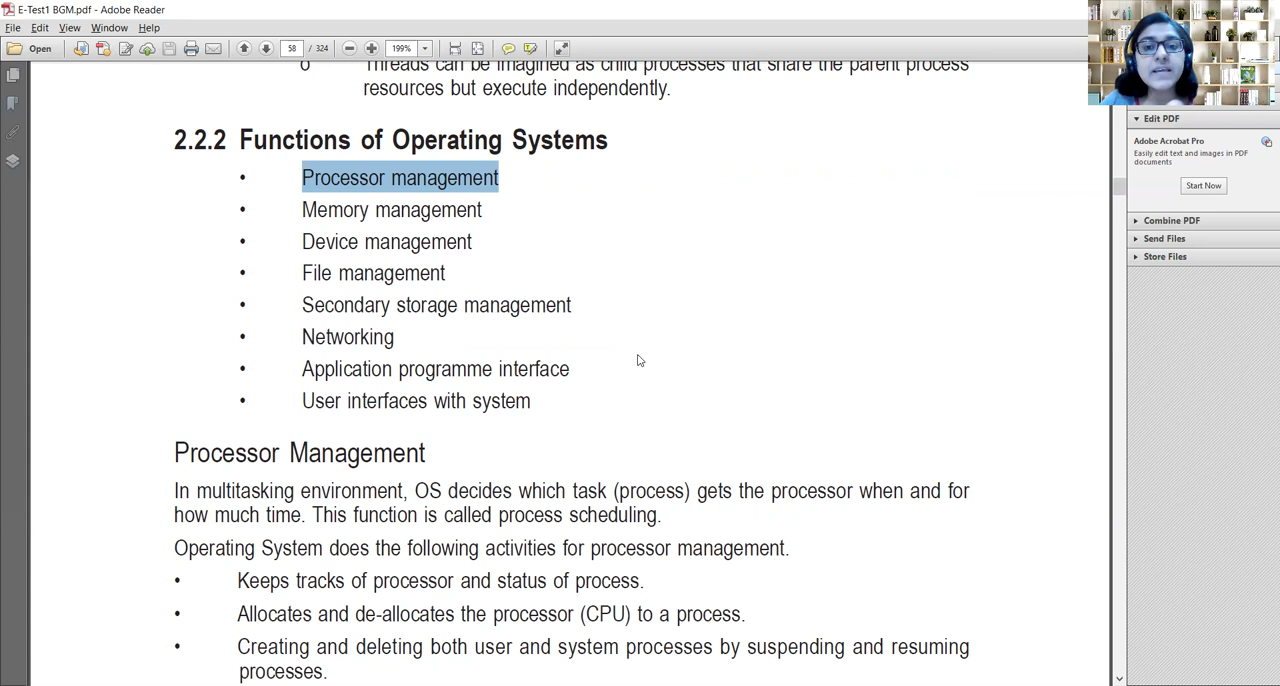 E-Test1 BGM.pdf - Adobe Reader
File Edit View Window Help
Open 58 / 324 199%
o Threads can be imagined as child processes that share the parent process
resources but execute independently.
2.2.2 Functions of Operating Systems
• Processor management
• Memory management
• Device management
• File management
• Secondary storage management
• Networking
• Application programme interface
• User interfaces with system
Processor Management
In multitasking environment, OS decides which task (process) gets the processor when and for
how much time. This function is called process scheduling.
Operating System does the following activities for processor management.
• Keeps tracks of processor and status of process.
• Allocates and de-allocates the processor (CPU) to a process.
• Creating and deleting both user and system processes by suspending and resuming
processes.
Edit PDF
Adobe Acrobat Pro
Easily edit text and images in PDF
documents
Start Now
Combine PDF
Send Files
Store Files